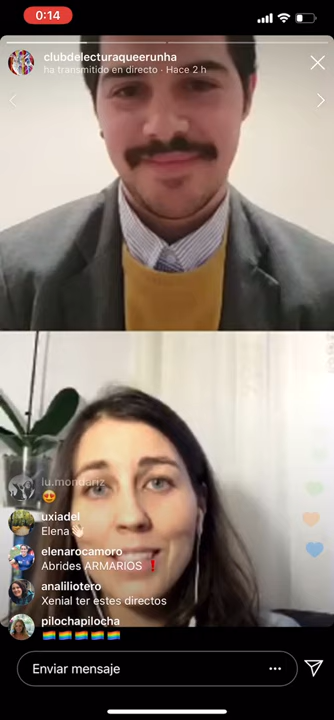 0:14
clubdelecturaqueerunha
ha transmitido en directo · Hace 2 h
lu.mondariz
😍
uxiadel
Elena 👋🏻
elenarocamoro
Abrides ARMARIOS ❗
analiliotero
Xenial ter estes directos
pilochapilocha
🏳️‍🌈🏳️‍🌈🏳️‍🌈🏳️‍🌈🏳️‍🌈
Enviar mensaje